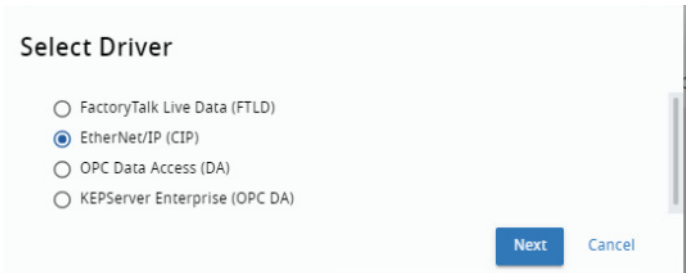 Select Driver
FactoryTalk Live Data (FTLD)
EtherNet/IP (CIP)
OPC Data Access (DA)
KEPServer Enterprise (OPC DA)
Next Cancel